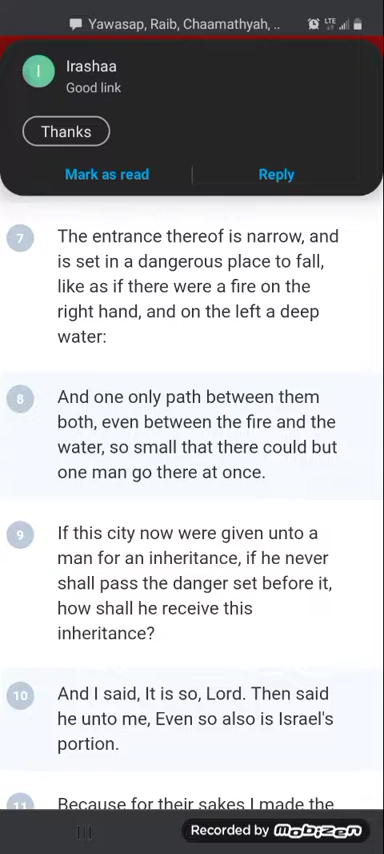 Yawasap, Raib, Chaamathyah, ..
LTE
I
Irashaa
Good link
Thanks
Mark as read
Reply
7
The entrance thereof is narrow, and
is set in a dangerous place to fall,
like as if there were a fire on the
right hand, and on the left a deep
water:
8
And one only path between them
both, even between the fire and the
water, so small that there could but
one man go there at once.
9
If this city now were given unto a
man for an inheritance, if he never
shall pass the danger set before it,
how shall he receive this
inheritance?
10
And I said, It is so, Lord. Then said
he unto me, Even so also is Israel's
portion.
11
Because for their sakes I made the
Recorded by mobizen